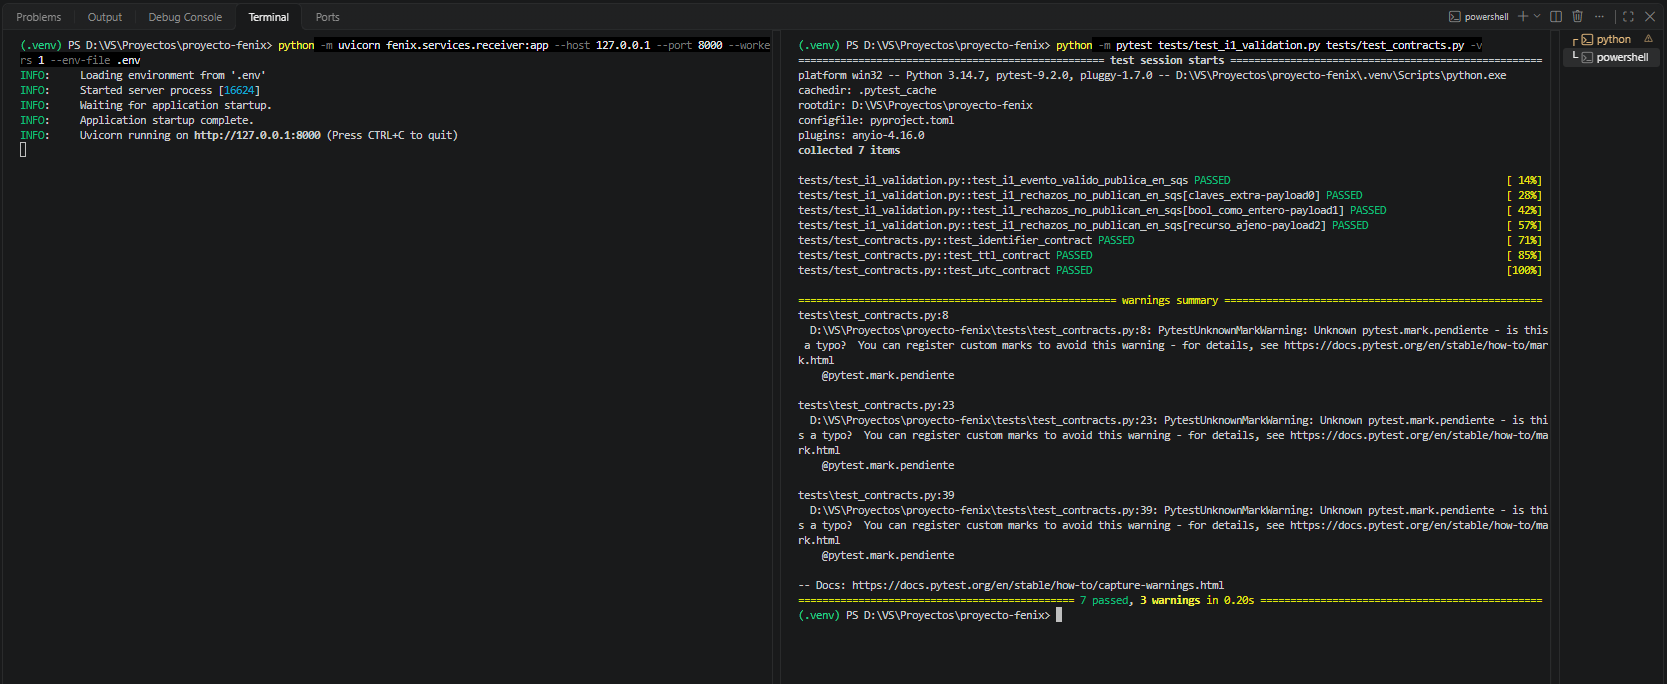 Problems Output Debug Console Terminal Ports
powershell
(.venv) PS D:\VS\Proyectos\proyecto-fenix> python -m uvicorn fenix.services.receiver:app --host 127.0.0.1 --port 8000 --worke
rs 1 --env-file .env
INFO: Loading environment from '.env'
INFO: Started server process [16624]
INFO: Waiting for application startup.
INFO: Application startup complete.
INFO: Uvicorn running on http://127.0.0.1:8000 (Press CTRL+C to quit)
(.venv) PS D:\VS\Proyectos\proyecto-fenix> python -m pytest tests/test_i1_validation.py tests/test_contracts.py -v
=================================================== test session starts ====================================================
platform win32 -- Python 3.14.7, pytest-9.2.0, pluggy-1.7.0 -- D:\VS\Proyectos\proyecto-fenix\.venv\Scripts\python.exe
cachedir: .pytest_cache
rootdir: D:\VS\Proyectos\proyecto-fenix
configfile: pyproject.toml
plugins: anyio-4.16.0
collected 7 items
tests/test_i1_validation.py::test_i1_evento_valido_publica_en_sqs PASSED [ 14%]
tests/test_i1_validation.py::test_i1_rechazos_no_publican_en_sqs[claves_extra-payload0] PASSED [ 28%]
tests/test_i1_validation.py::test_i1_rechazos_no_publican_en_sqs[bool_como_entero-payload1] PASSED [ 42%]
tests/test_i1_validation.py::test_i1_rechazos_no_publican_en_sqs[recurso_ajeno-payload2] PASSED [ 57%]
tests/test_contracts.py::test_identifier_contract PASSED [ 71%]
tests/test_contracts.py::test_ttl_contract PASSED [ 85%]
tests/test_contracts.py::test_utc_contract PASSED [100%]
===================================================== warnings summary =====================================================
tests\test_contracts.py:8
D:\VS\Proyectos\proyecto-fenix\tests\test_contracts.py:8: PytestUnknownMarkWarning: Unknown pytest.mark.pendiente - is this
a typo?  You can register custom marks to avoid this warning - for details, see https://docs.pytest.org/en/stable/how-to/mar
k.html
@pytest.mark.pendiente
tests\test_contracts.py:23
D:\VS\Proyectos\proyecto-fenix\tests\test_contracts.py:23: PytestUnknownMarkWarning: Unknown pytest.mark.pendiente - is thi
s a typo?  You can register custom marks to avoid this warning - for details, see https://docs.pytest.org/en/stable/how-to/ma
rk.html
@pytest.mark.pendiente
tests\test_contracts.py:39
D:\VS\Proyectos\proyecto-fenix\tests\test_contracts.py:39: PytestUnknownMarkWarning: Unknown pytest.mark.pendiente - is thi
s a typo?  You can register custom marks to avoid this warning - for details, see https://docs.pytest.org/en/stable/how-to/ma
rk.html
@pytest.mark.pendiente
-- Docs: https://docs.pytest.org/en/stable/how-to/capture-warnings.html
============================================== 7 passed, 3 warnings in 0.20s ===============================================
(.venv) PS D:\VS\Proyectos\proyecto-fenix>
python
powershell